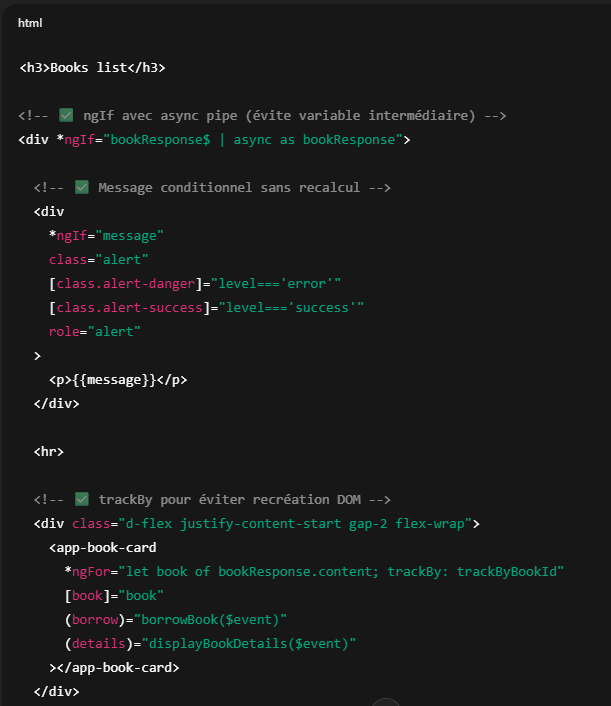 html
<h3>Books list</h3>
<!-- ✅ ngIf avec async pipe (évite variable intermédiaire) -->
<div *ngIf="bookResponse$ | async as bookResponse">
<!-- ✅ Message conditionnel sans recalcul -->
<div
*ngIf="message"
class="alert"
[class.alert-danger]="level==='error'"
[class.alert-success]="level==='success'"
role="alert"
>
<p>{{message}}</p>
</div>
<hr>
<!-- ✅ trackBy pour éviter recréation DOM -->
<div class="d-flex justify-content-start gap-2 flex-wrap">
<app-book-card
*ngFor="let book of bookResponse.content; trackBy: trackByBookId"
[book]="book"
(borrow)="borrowBook($event)"
(details)="displayBookDetails($event)"
></app-book-card>
</div>